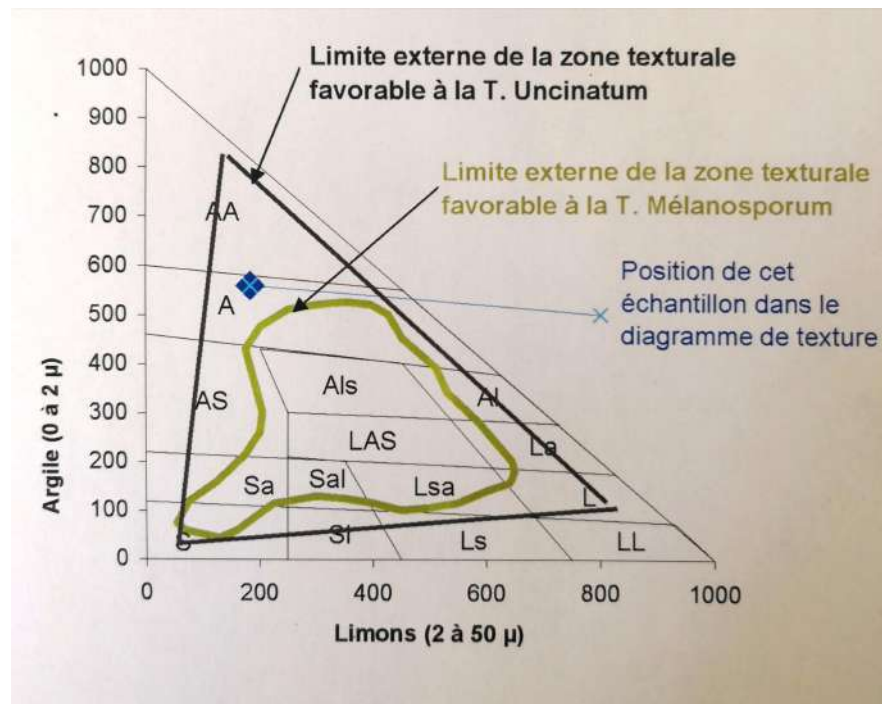 Limite externe de la zone texturale
favorable à la T. Uncinatum
Limite externe de la zone texturale
favorable à la T. Mélanosporum
Position de cet
échantillon dans le
diagramme de texture
Argile (0 à 2 µ)
1000
900
800
700
600
500
400
300
200
100
0
AA
A
AS
Als
Al
LAS
La
Sa
Sal
Lsa
L
S
Sl
Ls
LL
0
200
400
600
800
1000
Limons (2 à 50 µ)